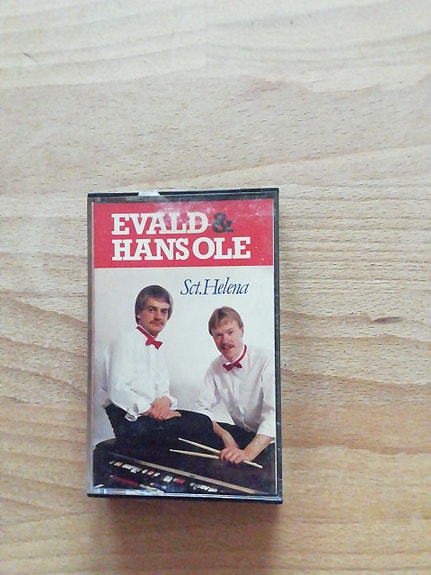 EVALD &
HANS OLE
Sct. Helena